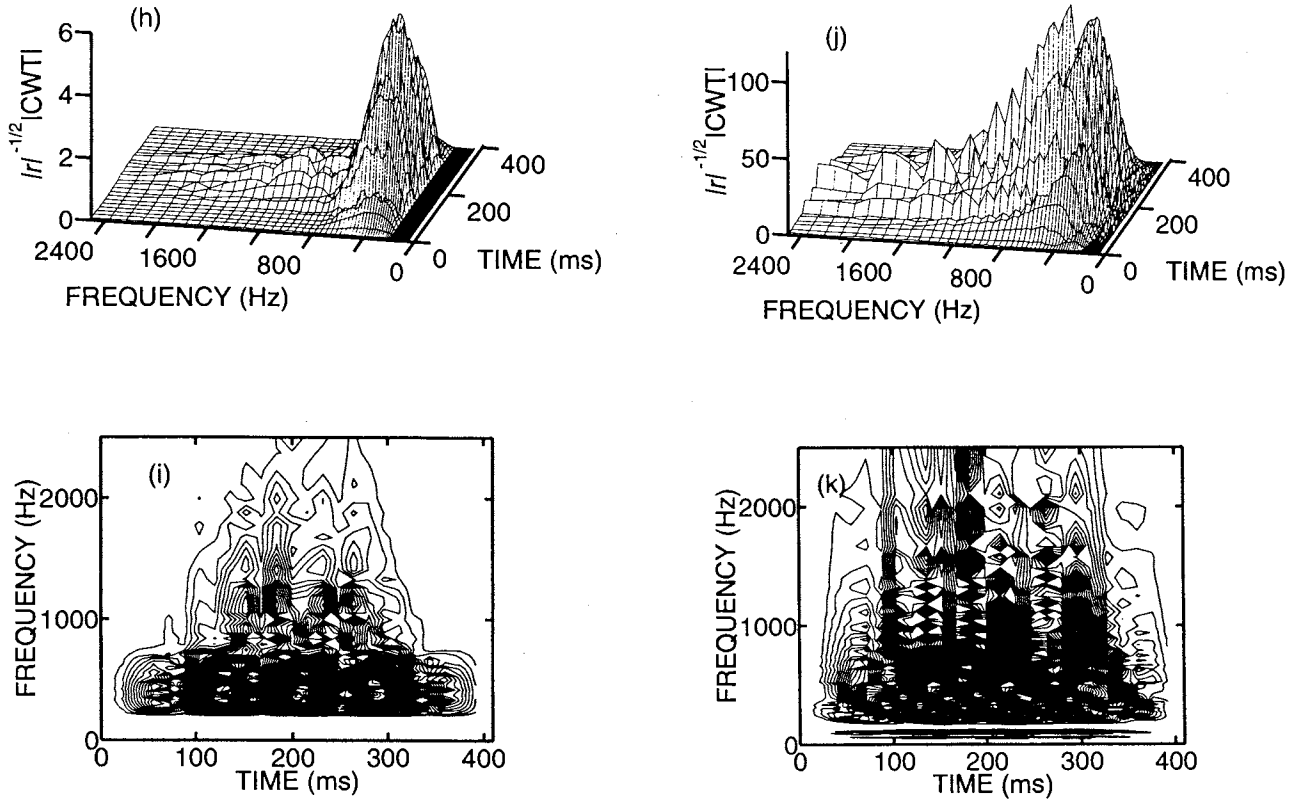 (h)
6
4
2
0
|r|^-1/2|CWT|
2400
1600
800
0
FREQUENCY (Hz)
0
200
400
TIME (ms)
(j)
100
50
0
|r|^-1/2|CWT|
2400
1600
800
0
FREQUENCY (Hz)
0
200
400
TIME (ms)
(i)
2000
1000
0
FREQUENCY (Hz)
0
100
200
300
400
TIME (ms)
(k)
2000
1000
0
FREQUENCY (Hz)
0
100
200
300
400
TIME (ms)